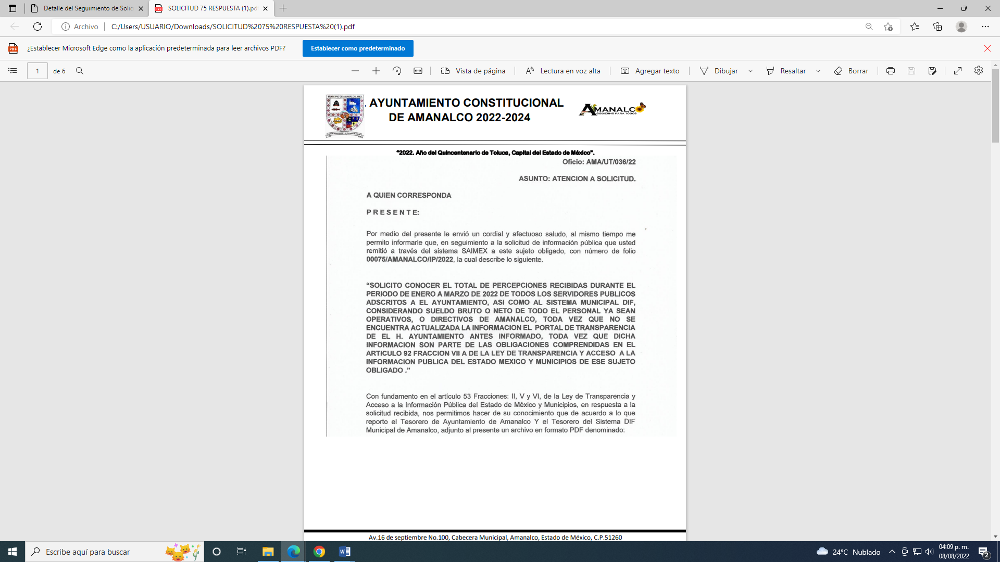 Detalle del Seguimiento de Solic
SOLICITUD 75 RESPUESTA (1).pd
Archivo
C:/Users/USUARIO/Downloads/SOLICITUD%2075%20RESPUESTA%20(1).pdf
PDF
¿Establecer Microsoft Edge como la aplicación predeterminada para leer archivos PDF?
Establecer como predeterminado
1 de 6
Vista de página
Lectura en voz alta
Agregar texto
Dibujar
Resaltar
Borrar
MUNICIPIO DE AMANALCO, MEX.
AYUNTAMIENTO CONSTITUCIONAL
DE AMANALCO 2022-2024
AMANALCO
GOBIERNO PARA TODOS
“2022. Año del Quincentenario de Toluca, Capital del Estado de México”.
Oficio: AMA/UT/036/22
ASUNTO: ATENCION A SOLICITUD.
A QUIEN CORRESPONDA
P R E S E N T E:
Por medio del presente le envió un cordial y afectuoso saludo, al mismo tiempo me
permito informarle que, en seguimiento a la solicitud de información pública que usted
remitió a través del sistema SAIMEX a este sujeto obligado, con número de folio
00075/AMANALCO/IP/2022, la cual describe lo siguiente.
“SOLICITO CONOCER EL TOTAL DE PERCEPCIONES RECIBIDAS DURANTE EL
PERIODO DE ENERO A MARZO DE 2022 DE TODOS LOS SERVIDORES PUBLICOS
ADSCRITOS A EL AYUNTAMIENTO, ASI COMO AL SISTEMA MUNICIPAL DIF,
CONSIDERANDO SUELDO BRUTO O NETO DE TODO EL PERSONAL YA SEAN
OPERATIVOS, O DIRECTIVOS DE AMANALCO, TODA VEZ QUE NO SE
ENCUENTRA ACTUALIZADA LA INFORMACION EL PORTAL DE TRANSPARENCIA
DE EL H. AYUNTAMIENTO ANTES INFORMADO, TODA VEZ QUE DICHA
INFORMACION SON PARTE DE LAS OBLIGACIONES COMPRENDIDAS EN EL
ARTICULO 92 FRACCION VII A DE LA LEY DE TRANSPARENCIA Y ACCESO A LA
INFORMACION PUBLICA DEL ESTADO MEXICO Y MUNICIPIOS DE ESE SUJETO
OBLIGADO .”
Con fundamento en el artículo 53 Fracciones: II, V y VI, de la Ley de Transparencia y
Acceso a la Información Pública del Estado de México y Municipios, en respuesta a la
solicitud recibida, nos permitimos hacer de su conocimiento que de acuerdo a lo que
reporto el Tesorero de Ayuntamiento de Amanalco Y el Tesorero del Sistema DIF
Municipal de Amanalco, adjunto al presente un archivo en formato PDF denominado:
Av.16 de septiembre No.100, Cabecera Municipal, Amanalco, Estado de México, C.P.51260
Escribe aquí para buscar
24°C Nublado
04:09 p. m.
08/08/2022
2